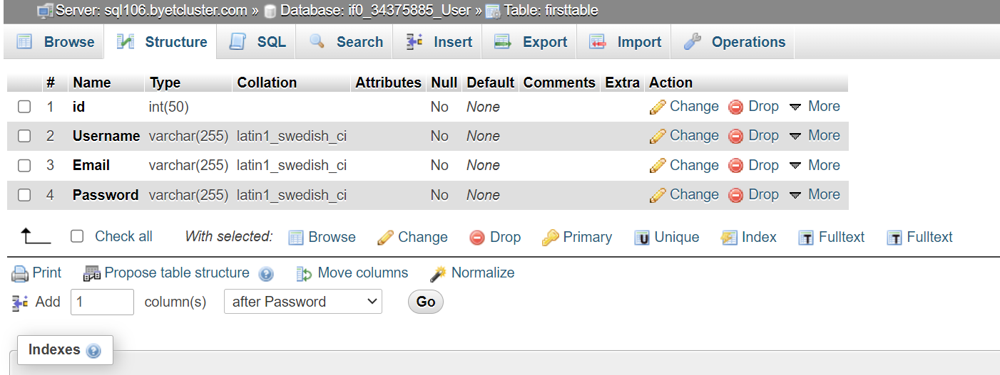 Server: sql106.byetcluster.com » Database: if0_34375885_User » Table: firsttable
Browse Structure SQL Search Insert Export Import Operations
# Name Type Collation Attributes Null Default Comments Extra Action
1 id int(50) No None Change Drop More
2 Username varchar(255) latin1_swedish_ci No None Change Drop More
3 Email varchar(255) latin1_swedish_ci No None Change Drop More
4 Password varchar(255) latin1_swedish_ci No None Change Drop More
Check all With selected: Browse Change Drop Primary U Unique Index T Fulltext T Fulltext
Print Propose table structure ? Move columns Normalize
Add 1 column(s) after Password Go
Indexes ?